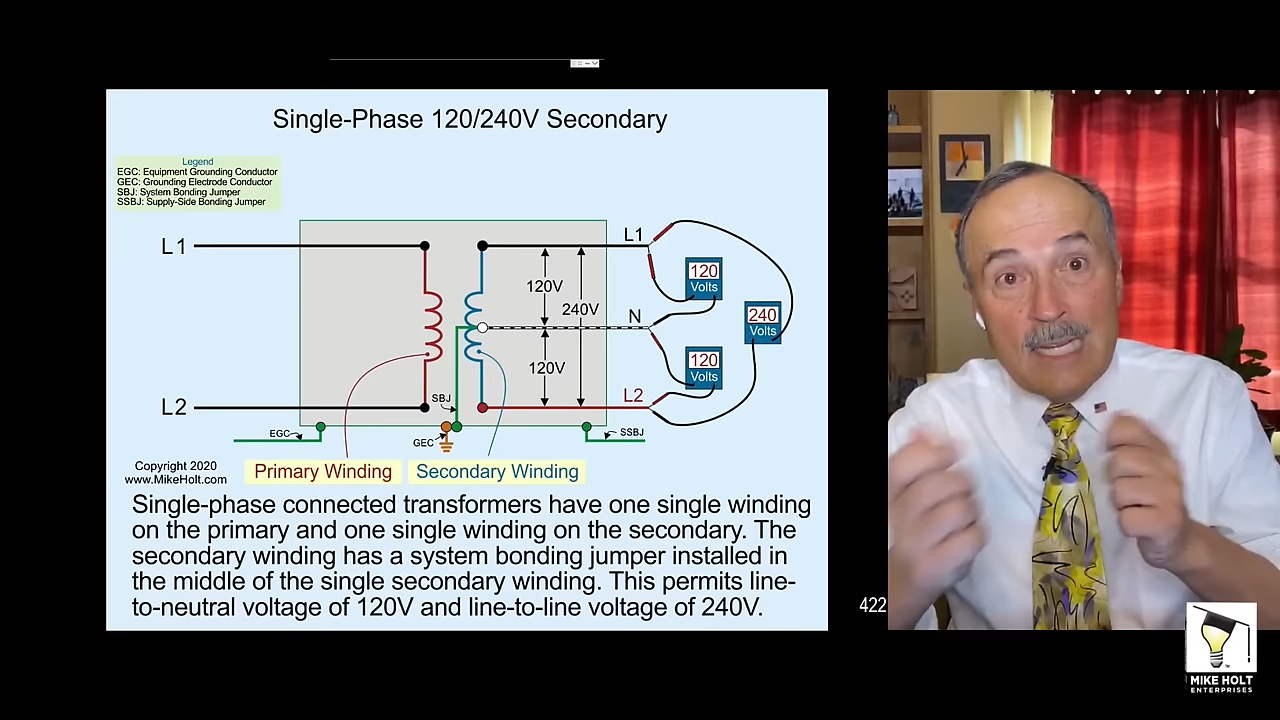 Single-Phase 120/240V Secondary
Legend
EGC: Equipment Grounding Conductor
GEC: Grounding Electrode Conductor
SBJ: System Bonding Jumper
SSBJ: Supply-Side Bonding Jumper
L1
L1
120
Volts
120V
240V
N
240
Volts
120V
120
Volts
L2
L2
SBJ
EGC
GEC
SSBJ
Copyright 2020
www.MikeHolt.com
Primary Winding
Secondary Winding
Single-phase connected transformers have one single winding
on the primary and one single winding on the secondary. The
secondary winding has a system bonding jumper installed in
the middle of the single secondary winding. This permits line-
to-neutral voltage of 120V and line-to-line voltage of 240V.
422
MIKE HOLT
ENTERPRISES